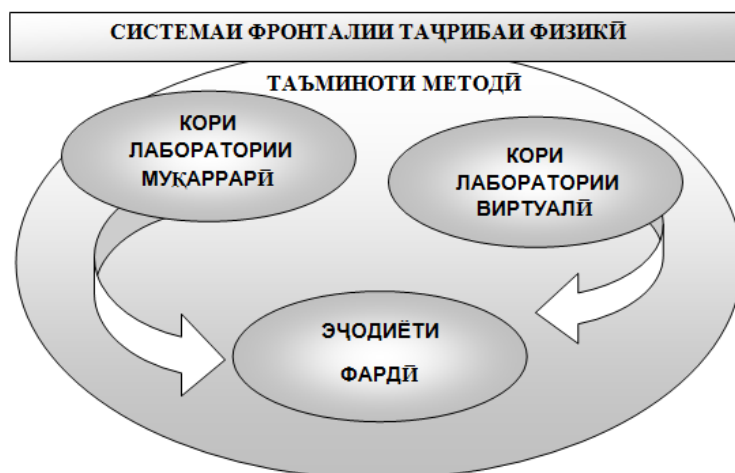 СИСТЕМАИ ФРОНТАЛИИ ТАҶРИБАИ ФИЗИКӢ
ТАЪМИНОТИ МЕТОДӢ
КОРИ
ЛАБОРАТОРИИ
МУҚАРРАРӢ
КОРИ
ЛАБОРАТОРИИ
ВИРТУАЛӢ
ЭҶОДИЁТИ
ФАРДӢ